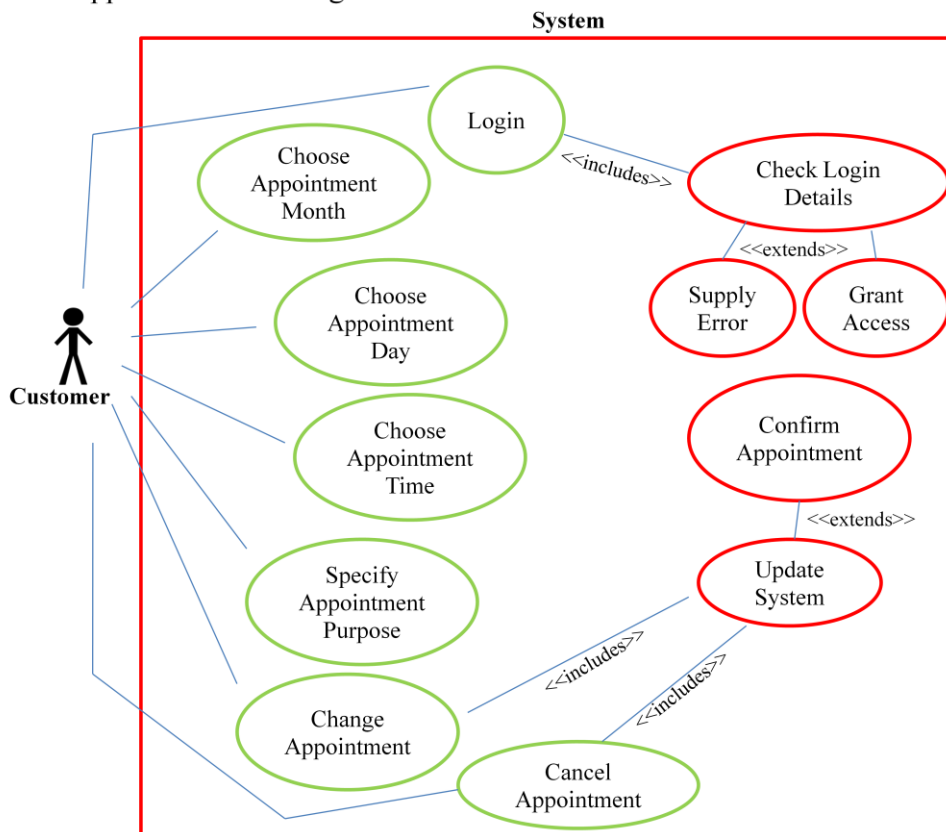 System
Login
<<includes>>
Choose
Appointment
Month
Check Login
Details
<<extends>>
Supply
Error
Grant
Access
Choose
Appointment
Day
Customer
Choose
Appointment
Time
Confirm
Appointment
<<extends>>
Specify
Appointment
Purpose
Update
System
<<includes>>
<<includes>>
Change
Appointment
Cancel
Appointment